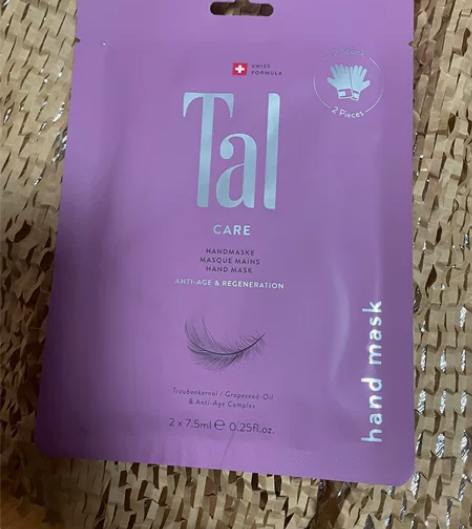 SWISS
FORMULA
2 Pieces
Tal
CARE
HANDMASKE
MASQUE MAINS
HAND MASK
ANTI-AGE & REGENERATION
hand mask
Traubenkernöl / Grapeseed-Oil
& Anti-Age Complex
2 x 7.5ml ℮ 0.25fl.oz.